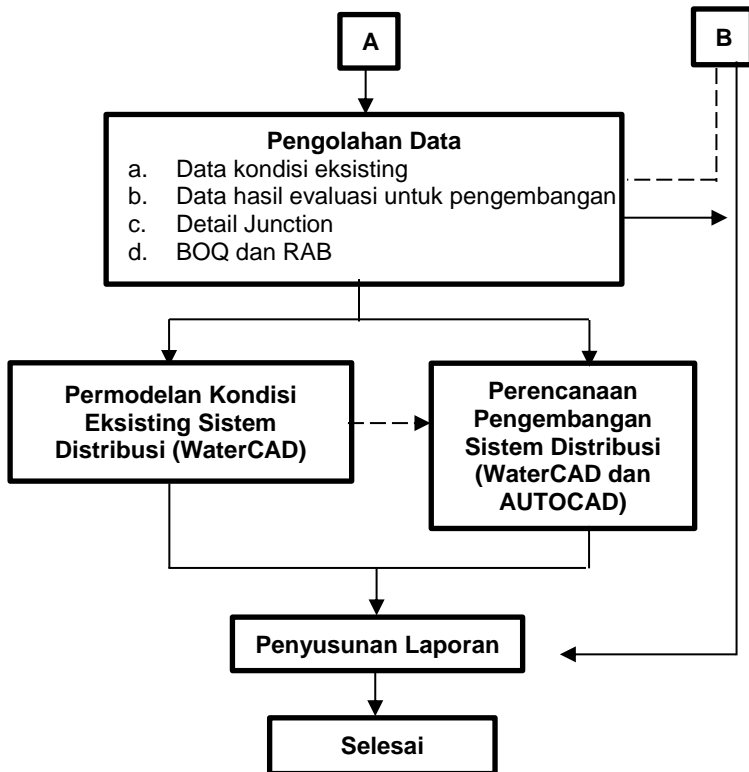 A
B
Pengolahan Data
a. Data kondisi eksisting
b. Data hasil evaluasi untuk pengembangan
c. Detail Junction
d. BOQ dan RAB
Permodelan Kondisi
Eksisting Sistem
Distribusi (WaterCAD)
Perencanaan
Pengembangan
Sistem Distribusi
(WaterCAD dan
AUTOCAD)
Penyusunan Laporan
Selesai